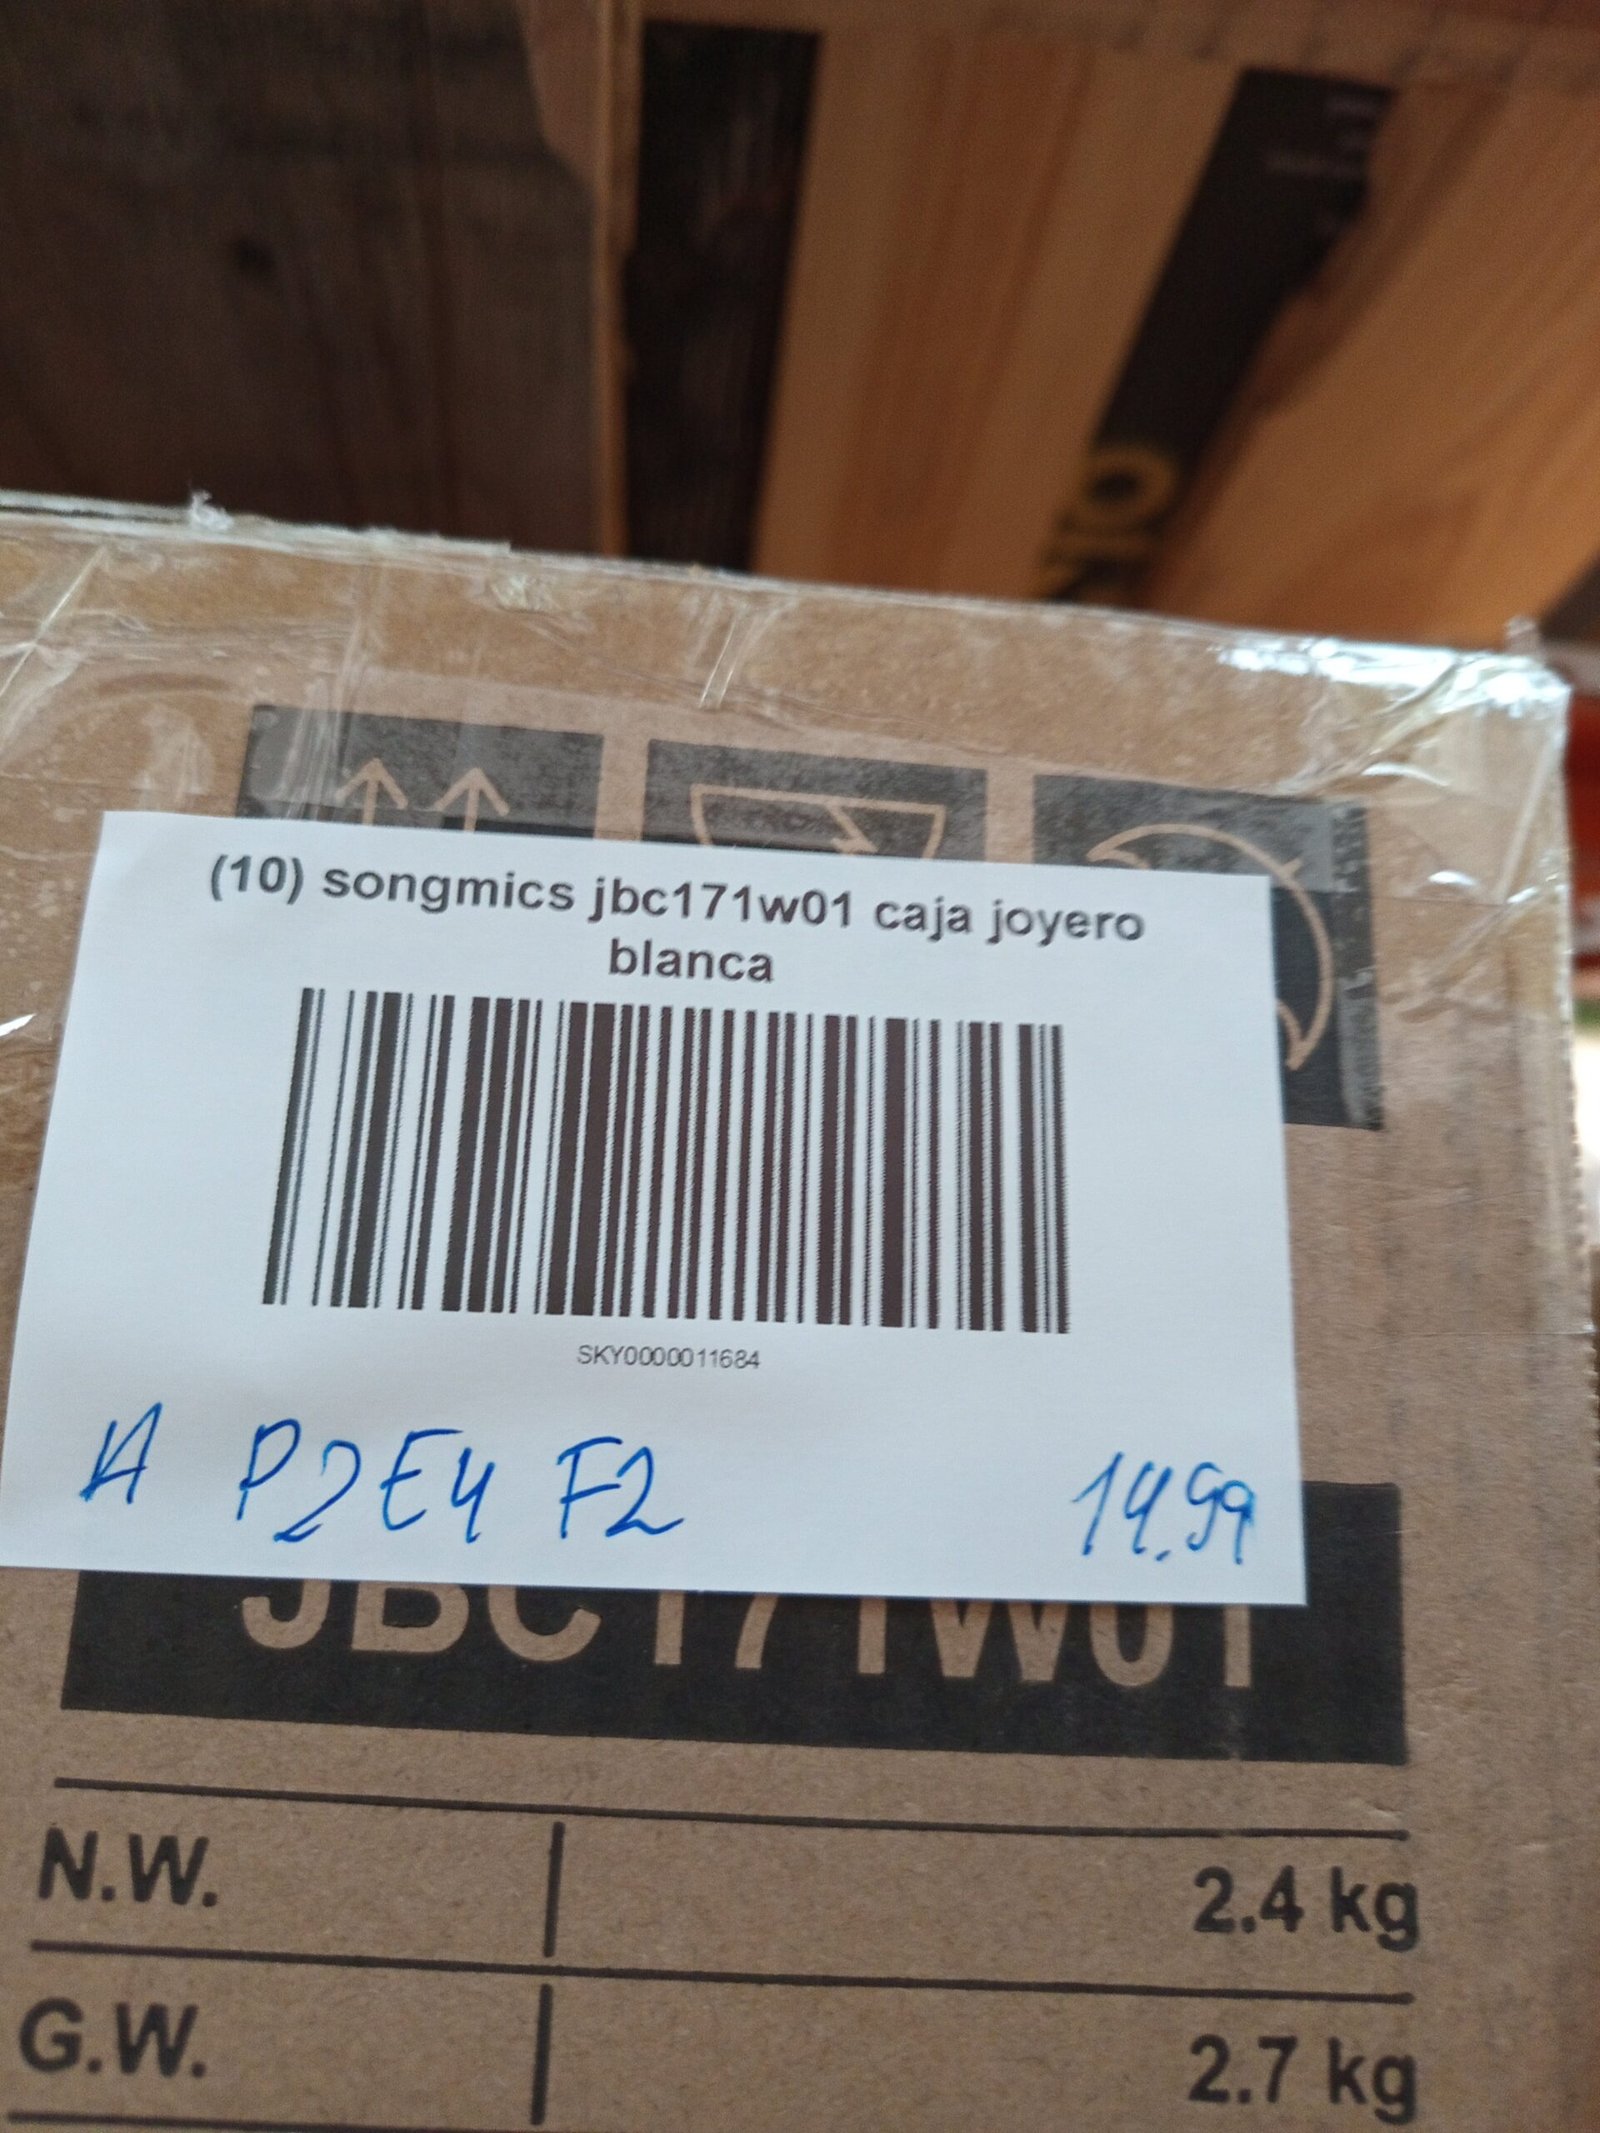 (10) songmics jbc171w01 caja joyero
blanca
SKY0000011684
A P2E4 F2 14.99
JBC171W01
N.W. 2.4 kg
G.W. 2.7 kg